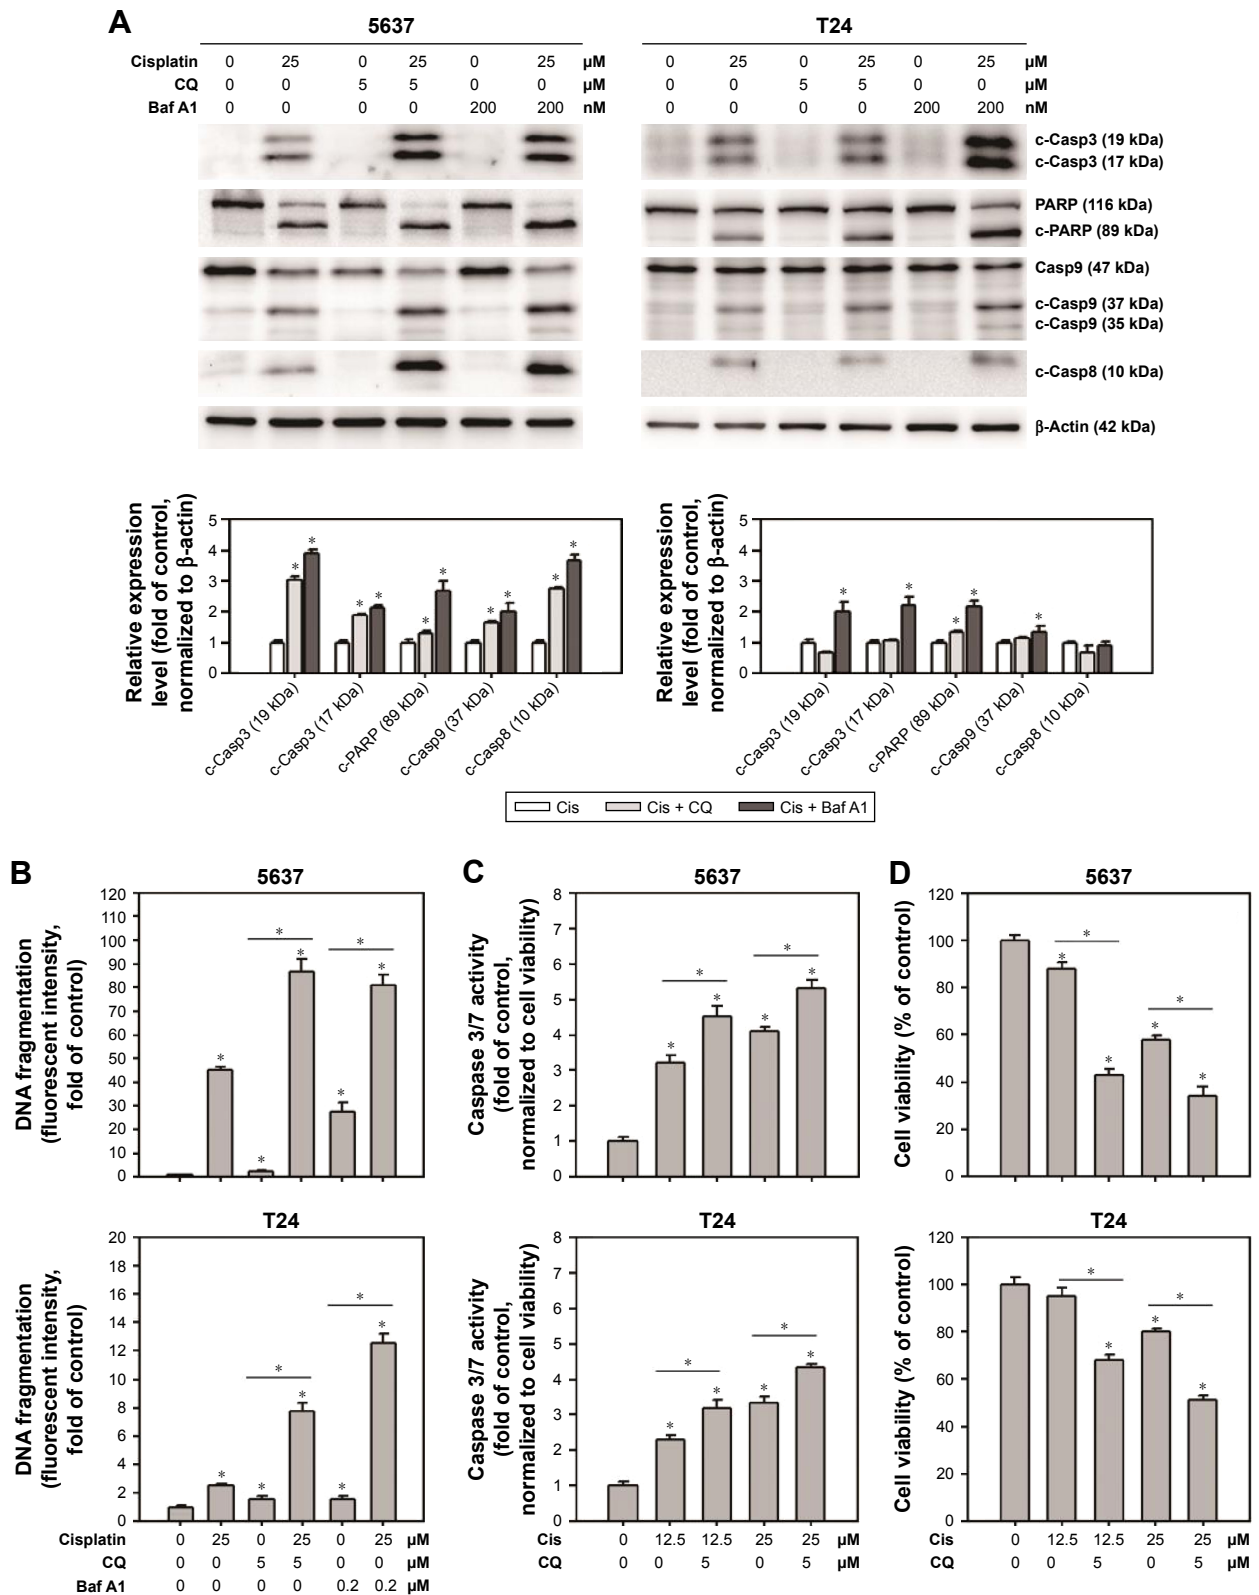 A
5637
T24
Cisplatin 0 25 0 25 0 25 μM 0 25 0 25 0 25 μM
CQ 0 0 5 5 0 0 μM 0 0 5 5 0 0 μM
Baf A1 0 0 0 0 200 200 nM 0 0 0 0 200 200 nM
c-Casp3 (19 kDa)
c-Casp3 (17 kDa)
PARP (116 kDa)
c-PARP (89 kDa)
Casp9 (47 kDa)
c-Casp9 (37 kDa)
c-Casp9 (35 kDa)
c-Casp8 (10 kDa)
β-Actin (42 kDa)
Relative expression
level (fold of control,
normalized to β-actin)
5
4
3
2
1
0
* * * * * * * * * *
c-Casp3 (19 kDa)
c-Casp3 (17 kDa)
c-PARP (89 kDa)
c-Casp9 (37 kDa)
c-Casp8 (10 kDa)
Relative expression
level (fold of control,
normalized to β-actin)
5
4
3
2
1
0
* * * * *
c-Casp3 (19 kDa)
c-Casp3 (17 kDa)
c-PARP (89 kDa)
c-Casp9 (37 kDa)
c-Casp8 (10 kDa)
Cis Cis + CQ Cis + Baf A1
B
5637
DNA fragmentation
(fluorescent intensity,
fold of control)
120
110
100
90
80
70
60
50
40
30
20
10
0
* * * * * * *
T24
DNA fragmentation
(fluorescent intensity,
fold of control)
20
18
16
14
12
10
8
6
4
2
0
* * * * * * *
Cisplatin 0 25 0 25 0 25 μM
CQ 0 0 5 5 0 0 μM
Baf A1 0 0 0 0 0.2 0.2 μM
C
5637
Caspase 3/7 activity
(fold of control,
normalized to cell viability)
8
7
6
5
4
3
2
1
0
* * * * * *
T24
Caspase 3/7 activity
(fold of control,
normalized to cell viability)
8
7
6
5
4
3
2
1
0
* * * * * *
Cis 0 12.5 12.5 25 25 μM
CQ 0 0 5 0 5 μM
D
5637
Cell viability (% of control)
120
100
80
60
40
20
0
* * * * * *
T24
Cell viability (% of control)
120
100
80
60
40
20
0
* * * * *
Cis 0 12.5 12.5 25 25 μM
CQ 0 0 5 0 5 μM